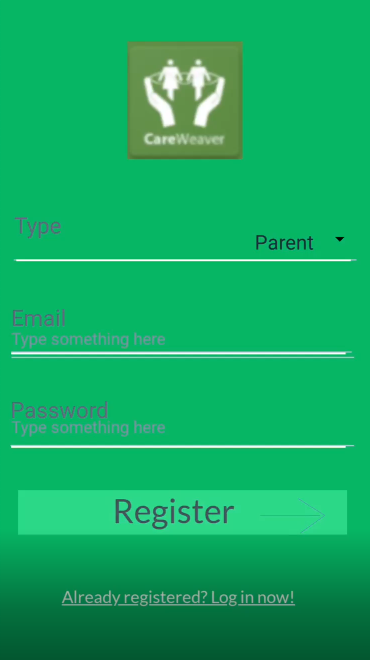 CareWeaver
Type
Parent
Email
Type something here
Password
Type something here
Register
Already registered? Log in now!